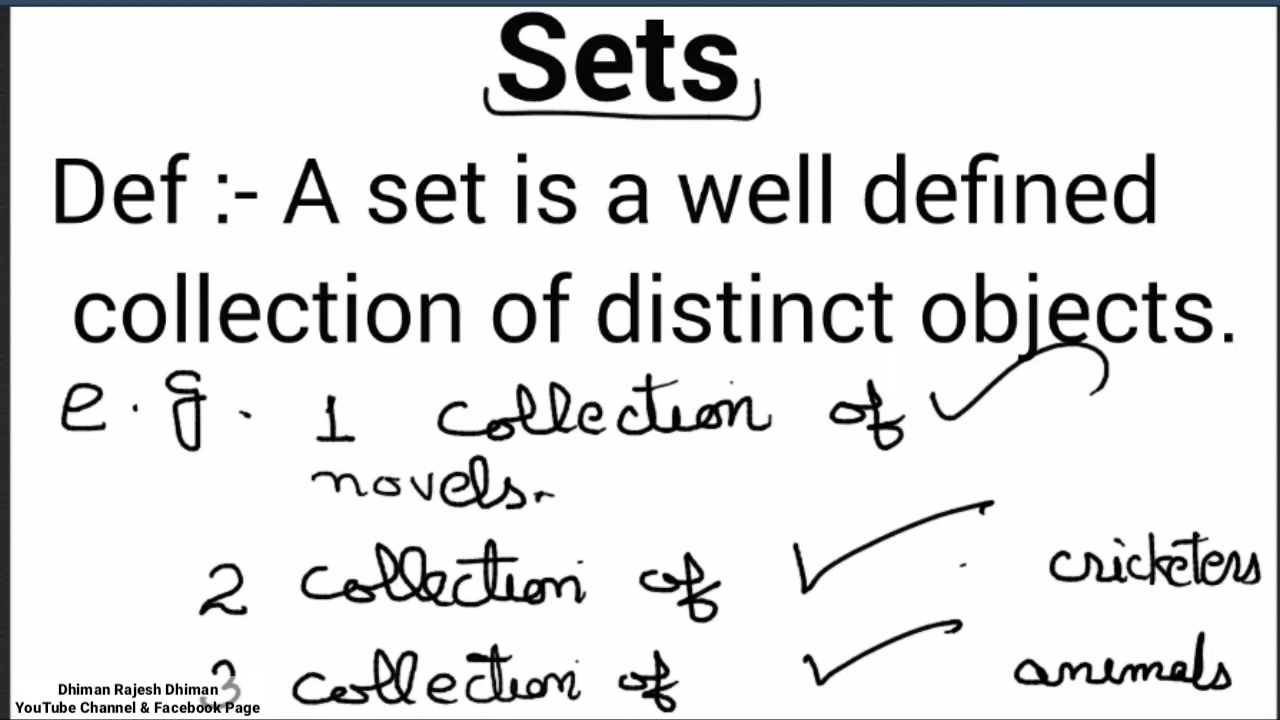 Sets
Def :- A set is a well defined
collection of distinct objects.
e.g. 1 collection of
novels.
2 collection of cricketers
3 collection of animals
Dhiman Rajesh Dhiman
YouTube Channel & Facebook Page